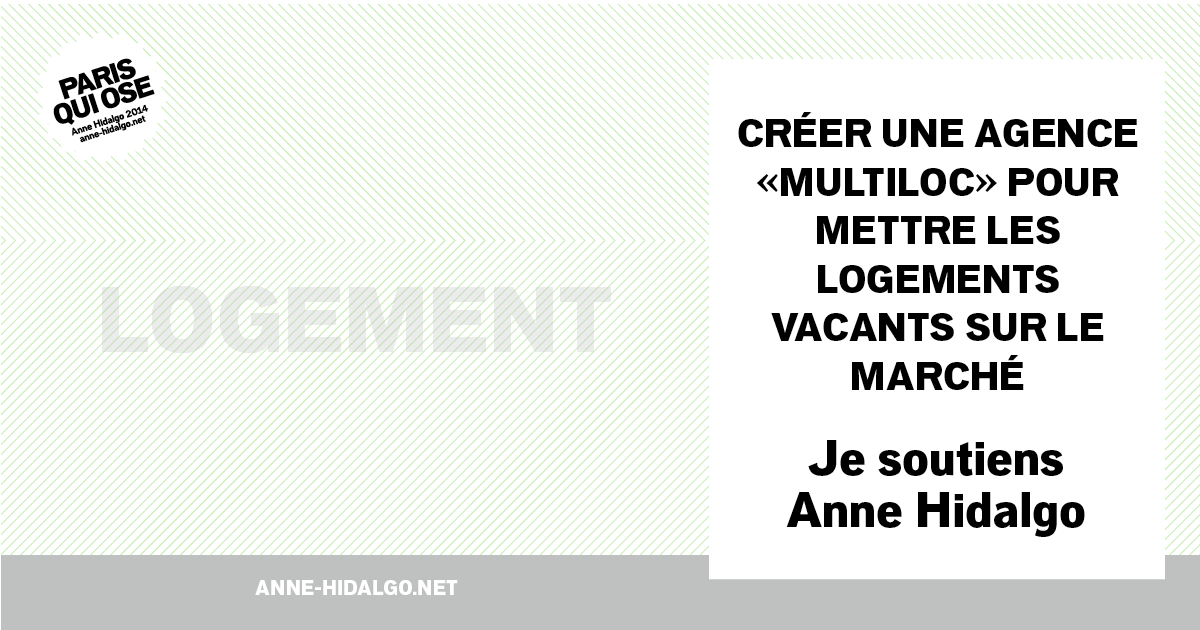 PARIS
QUI OSE
Anne Hidalgo 2014
anne-hidalgo.net
LOGEMENT
CRÉER UNE AGENCE
«MULTILOC» POUR
METTRE LES
LOGEMENTS
VACANTS SUR LE
MARCHÉ
Je soutiens
Anne Hidalgo
ANNE-HIDALGO.NET